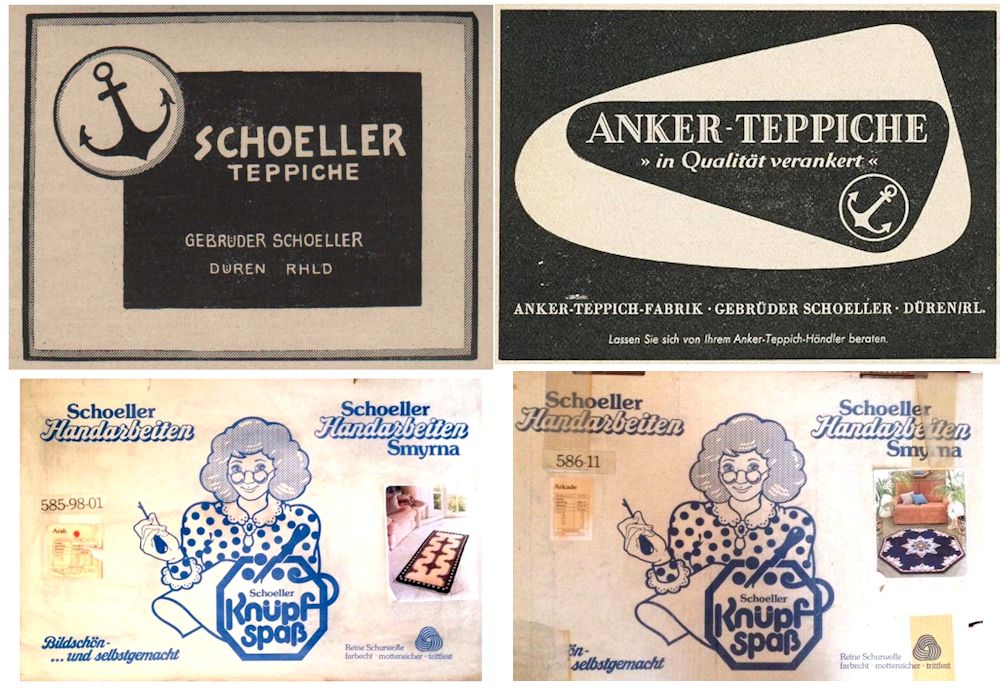 SCHOELLER
TEPPICHE
GEBRÜDER SCHOELLER
DÜREN RHLD
ANKER-TEPPICHE
» in Qualität verankert «
ANKER-TEPPICH-FABRIK · GEBRÜDER SCHOELLER · DÜREN/RL.
Lassen Sie sich von Ihrem Anker-Teppich-Händler beraten.
Schoeller
Handarbeiten
Schoeller
Handarbeiten
Smyrna
585-98-01
Arab
Schoeller
Knüpf
spaß
Bildschön-
...und selbstgemacht
Reine Schurwolle
farbecht - mottensicher - trittfest
Schoeller
Handarbeiten
Schoeller
Handarbeiten
Smyrna
586-11
Arkade
Schoeller
Knüpf
spaß
ön-
selbstgemacht
Reine Schurwolle
farbecht - mottensicher - trittfest